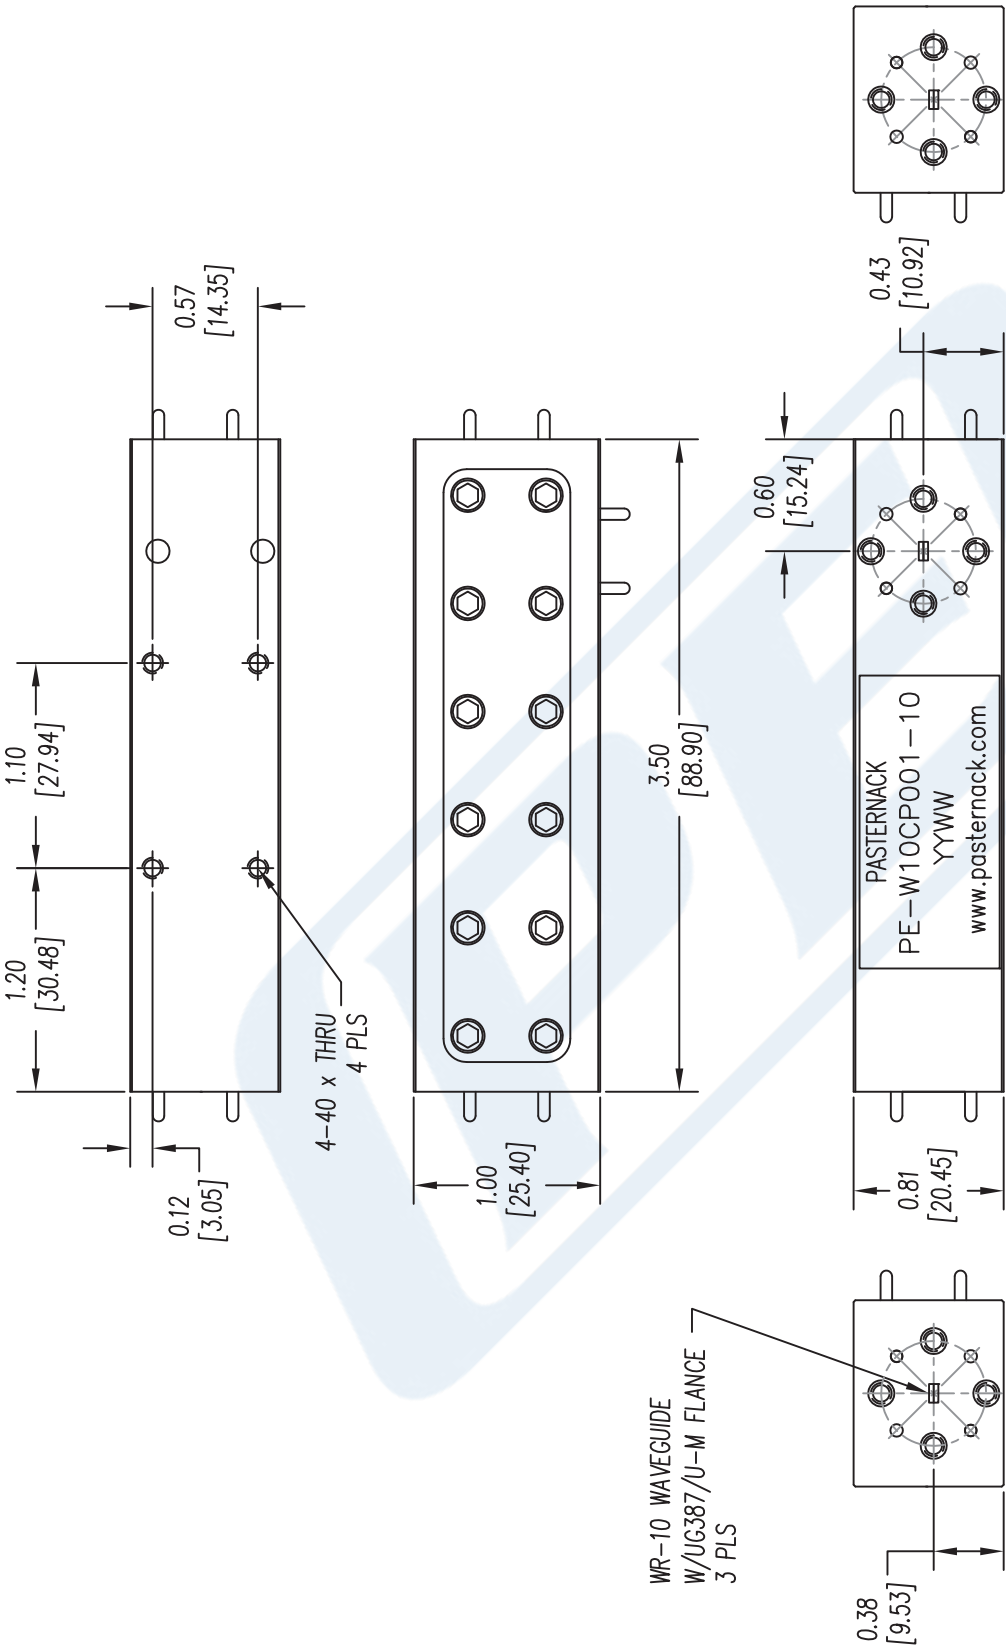 1.20
[30.48]
1.10
[27.94]
0.57
[14.35]
0.12
[3.05]
4-40 x THRU
4 PLS
1.00
[25.40]
3.50
[88.90]
WR-10 WAVEGUIDE
W/UG387/U-M FLANCE
3 PLS
0.38
[9.53]
0.81
[20.45]
PASTERNACK
PE-W10CP001-10
YYWW
www.pasternack.com
0.60
[15.24]
0.43
[10.92]
PE